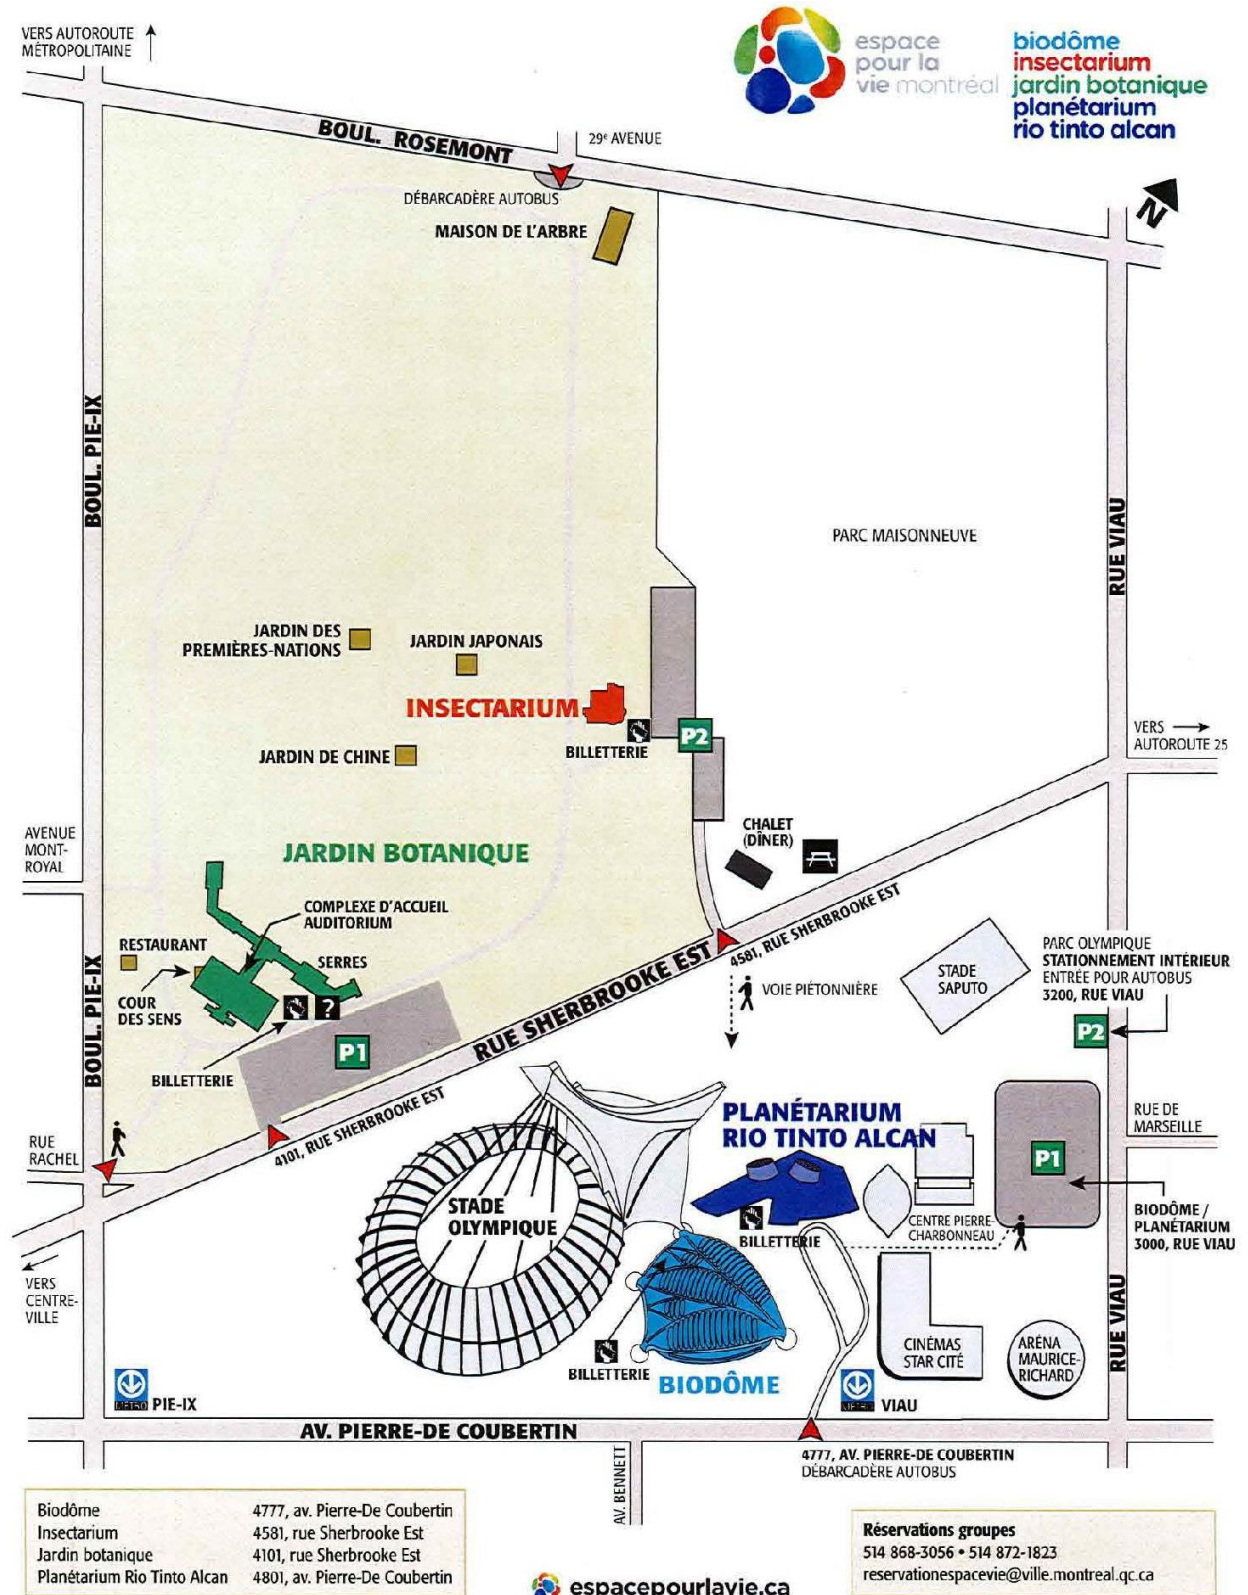 VERS AUTOROUTE
MÉTROPOLITAINE
espace
pour la
vie montréal
biodôme
insectarium
jardin botanique
planétarium
rio tinto alcan
BOUL. ROSEMONT
29e AVENUE
DÉBARCADÈRE AUTOBUS
MAISON DE L'ARBRE
N
BOUL. PIE-IX
PARC MAISONNEUVE
RUE VIAU
JARDIN DES
PREMIÈRES-NATIONS
JARDIN JAPONAIS
INSECTARIUM
BILLETTERIE
P2
JARDIN DE CHINE
VERS
AUTOROUTE 25
AVENUE
MONT-
ROYAL
JARDIN BOTANIQUE
CHALET
(DÎNER)
COMPLEXE D'ACCUEIL
AUDITORIUM
RESTAURANT
SERRES
COUR
DES SENS
?
BILLETTERIE
P1
BOUL. PIE-IX
RUE SHERBROOKE EST
4581, RUE SHERBROOKE EST
VOIE PIÉTONNIÈRE
STADE
SAPUTO
PARC OLYMPIQUE
STATIONNEMENT INTÉRIEUR
ENTRÉE POUR AUTOBUS
3200, RUE VIAU
P2
4101, RUE SHERBROOKE EST
RUE
RACHEL
PLANÉTARIUM
RIO TINTO ALCAN
RUE DE
MARSEILLE
P1
STADE
OLYMPIQUE
BILLETTERIE
CENTRE PIERRE-
CHARBONNEAU
BIODÔME /
PLANÉTARIUM
3000, RUE VIAU
VERS
CENTRE-
VILLE
RUE VIAU
CINÉMAS
STAR CITÉ
ARÉNA
MAURICE-
RICHARD
BILLETTERIE
BIODÔME
MÉTRO PIE-IX
MÉTRO VIAU
AV. PIERRE-DE COUBERTIN
4777, AV. PIERRE-DE COUBERTIN
DÉBARCADÈRE AUTOBUS
AV. BENNETT
Biodôme 4777, av. Pierre-De Coubertin
Insectarium 4581, rue Sherbrooke Est
Jardin botanique 4101, rue Sherbrooke Est
Planétarium Rio Tinto Alcan 4801, av. Pierre-De Coubertin
espacepourlavie.ca
Réservations groupes
514 868-3056 • 514 872-1823
reservationespacevie@ville.montreal.qc.ca